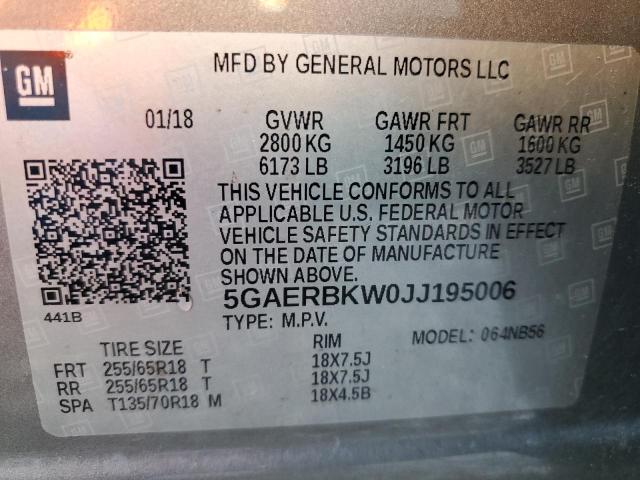 GM
MFD BY GENERAL MOTORS LLC
01/18 GVWR GAWR FRT GAWR RR
2800 KG 1450 KG 1600 KG
6173 LB 3196 LB 3527 LB
THIS VEHICLE CONFORMS TO ALL
APPLICABLE U.S. FEDERAL MOTOR
VEHICLE SAFETY STANDARDS IN EFFECT
ON THE DATE OF MANUFACTURE
SHOWN ABOVE.
5GAERBKW0JJ195006
441B
TYPE: M.P.V. MODEL: 064NB56
TIRE SIZE RIM
FRT 255/65R18 T 18X7.5J
RR 255/65R18 T 18X7.5J
SPA T135/70R18 M 18X4.5B